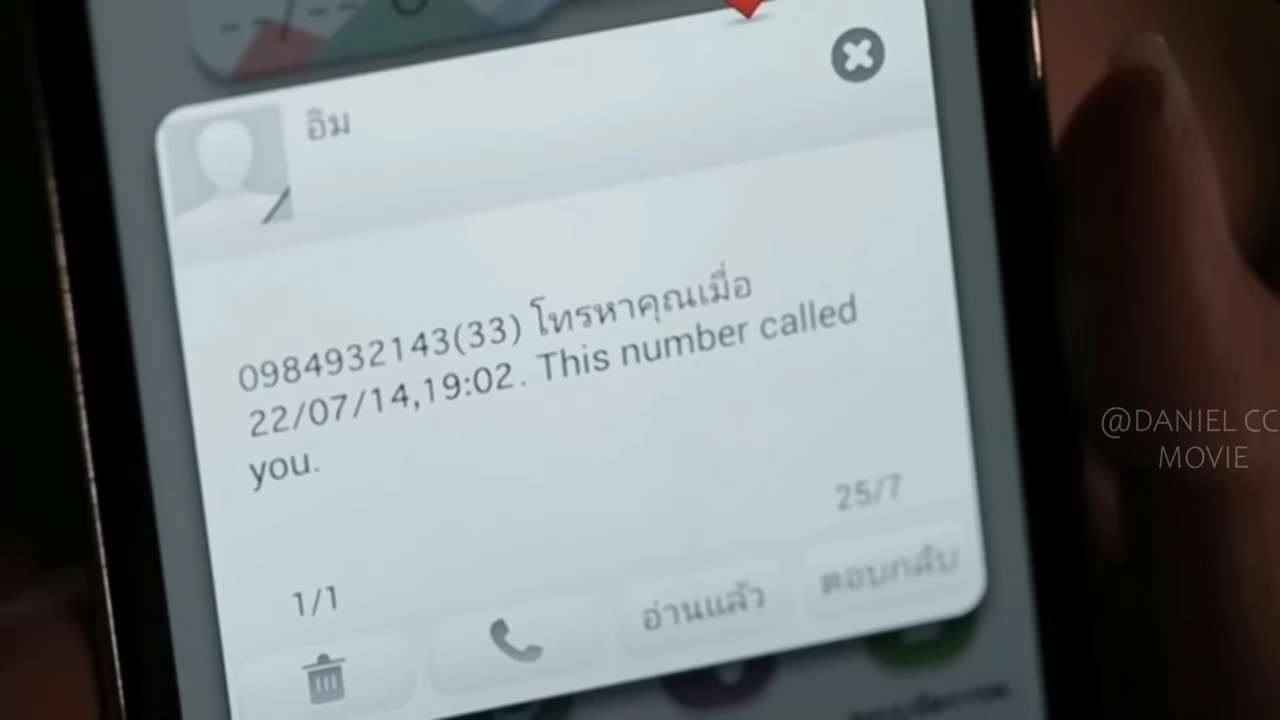 อิม
0984932143(33) โทรหาคุณเมื่อ
22/07/14,19:02. This number called
you.
25/7
1/1
อ่านแล้ว
ตอบกลับ
@DANIEL CC
MOVIE